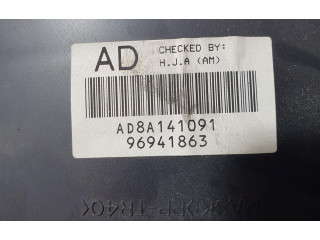 AD
CHECKED BY:
H.J.A (AM)
AD8A141091
96941863